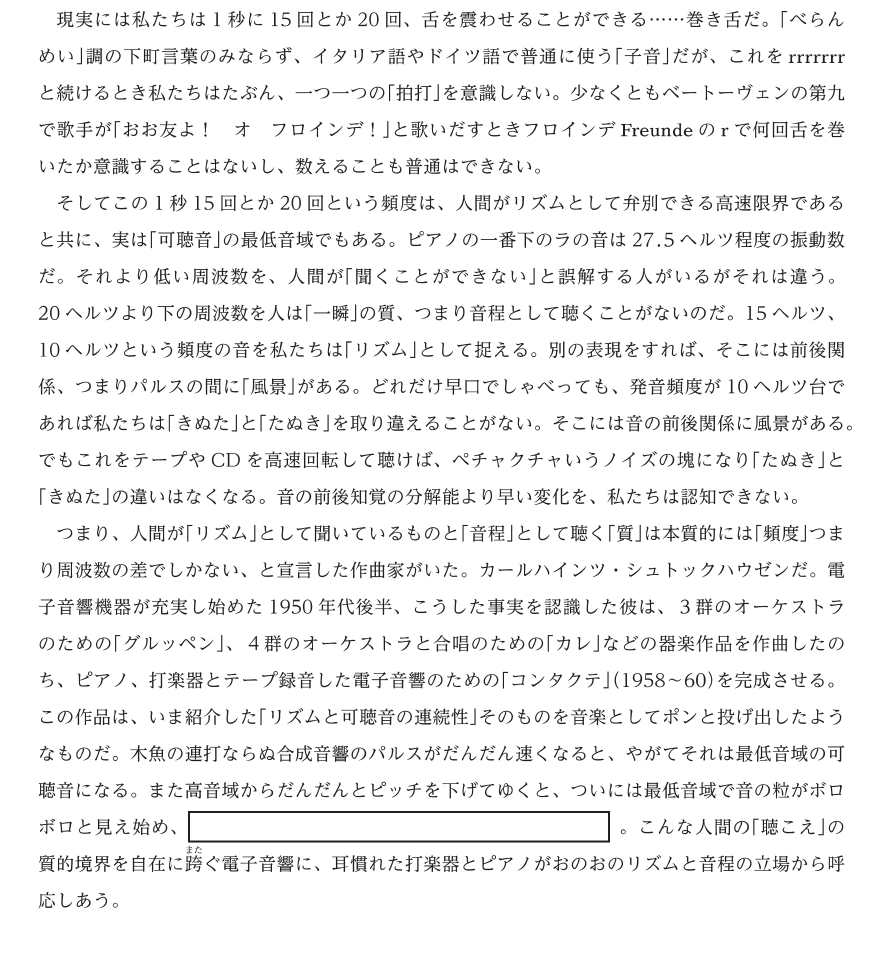 現実には私たちは1秒に15回とか20回、舌を震わせることができる……巻き舌だ。｢べらん
めい｣調の下町言葉のみならず、イタリア語やドイツ語で普通に使う｢子音｣だが、これをrrrrrrr
と続けるとき私たちはたぶん、一つ一つの｢拍打｣を意識しない。少なくともベートーヴェンの第九
で歌手が｢おお友よ！　オ　フロインデ！｣と歌いだすときフロインデFreundeのrで何回舌を巻
いたか意識することはないし、数えることも普通はできない。
そしてこの1秒15回とか20回という頻度は、人間がリズムとして弁別できる高速限界である
と共に、実は｢可聴音｣の最低音域でもある。ピアノの一番下のラの音は27.5ヘルツ程度の振動数
だ。それより低い周波数を、人間が｢聞くことができない｣と誤解する人がいるがそれは違う。
20ヘルツより下の周波数を人は｢一瞬｣の質、つまり音程として聴くことがないのだ。15ヘルツ、
10ヘルツという頻度の音を私たちは｢リズム｣として捉える。別の表現をすれば、そこには前後関
係、つまりパルスの間に｢風景｣がある。どれだけ早口でしゃべっても、発音頻度が10ヘルツ台で
あれば私たちは｢きぬた｣と｢たぬき｣を取り違えることがない。そこには音の前後関係に風景がある。
でもこれをテープやCDを高速回転して聴けば、ペチャクチャいうノイズの塊になり｢たぬき｣と
｢きぬた｣の違いはなくなる。音の前後知覚の分解能より早い変化を、私たちは認知できない。
つまり、人間が｢リズム｣として聞いているものと｢音程｣として聴く｢質｣は本質的には｢頻度｣つま
り周波数の差でしかない、と宣言した作曲家がいた。カールハインツ・シュトックハウゼンだ。電
子音響機器が充実し始めた1950年代後半、こうした事実を認識した彼は、3群のオーケストラ
のための｢グルッペン｣、4群のオーケストラと合唱のための｢カレ｣などの器楽作品を作曲したの
ち、ピアノ、打楽器とテープ録音した電子音響のための｢コンタクテ｣(1958〜60)を完成させる。
この作品は、いま紹介した｢リズムと可聴音の連続性｣そのものを音楽としてポンと投げ出したよう
なものだ。木魚の連打ならぬ合成音響のパルスがだんだん速くなると、やがてそれは最低音域の可
聴音になる。また高音域からだんだんとピッチを下げてゆくと、ついには最低音域で音の粒がボロ
ボロと見え始め、　。こんな人間の｢聴こえ｣の
質的境界を自在に跨(また)ぐ電子音響に、耳慣れた打楽器とピアノがおのおのリズムと音程の立場から呼
応しあう。